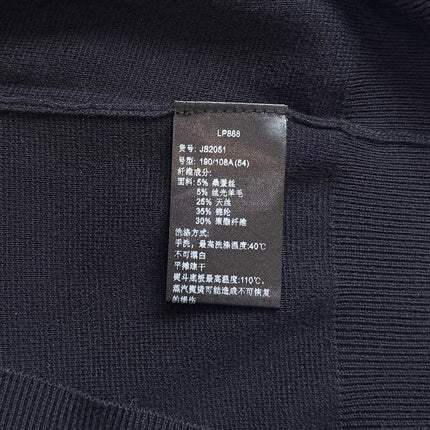 LP888
货号: JS2051
号型: 190/108A(54)
纤维成分:
面料: 5% 桑蚕丝
5% 丝光羊毛
25% 天丝
35% 锦纶
30% 聚酯纤维
洗涤方式:
手洗, 最高洗涤温度:40℃
不可漂白
平摊晾干
熨斗底板最高温度:110℃,
蒸汽熨烫可能造成不可恢复
的损伤